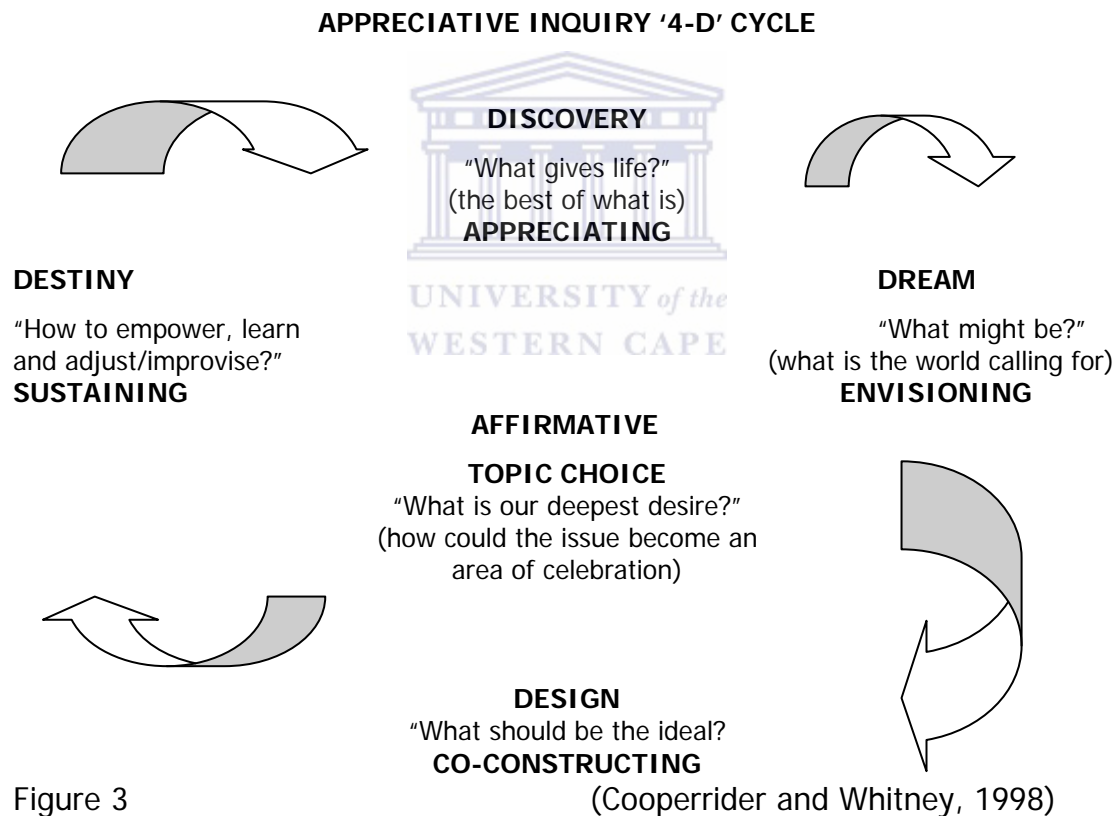 APPRECIATIVE INQUIRY ‘4-D’ CYCLE
DISCOVERY
“What gives life?”
(the best of what is)
APPRECIATING
UNIVERSITY of the
WESTERN CAPE
DESTINY
“How to empower, learn
and adjust/improvise?”
SUSTAINING
DREAM
“What might be?”
(what is the world calling for)
ENVISIONING
AFFIRMATIVE
TOPIC CHOICE
“What is our deepest desire?”
(how could the issue become an
area of celebration)
DESIGN
“What should be the ideal?
CO-CONSTRUCTING
Figure 3 (Cooperrider and Whitney, 1998)